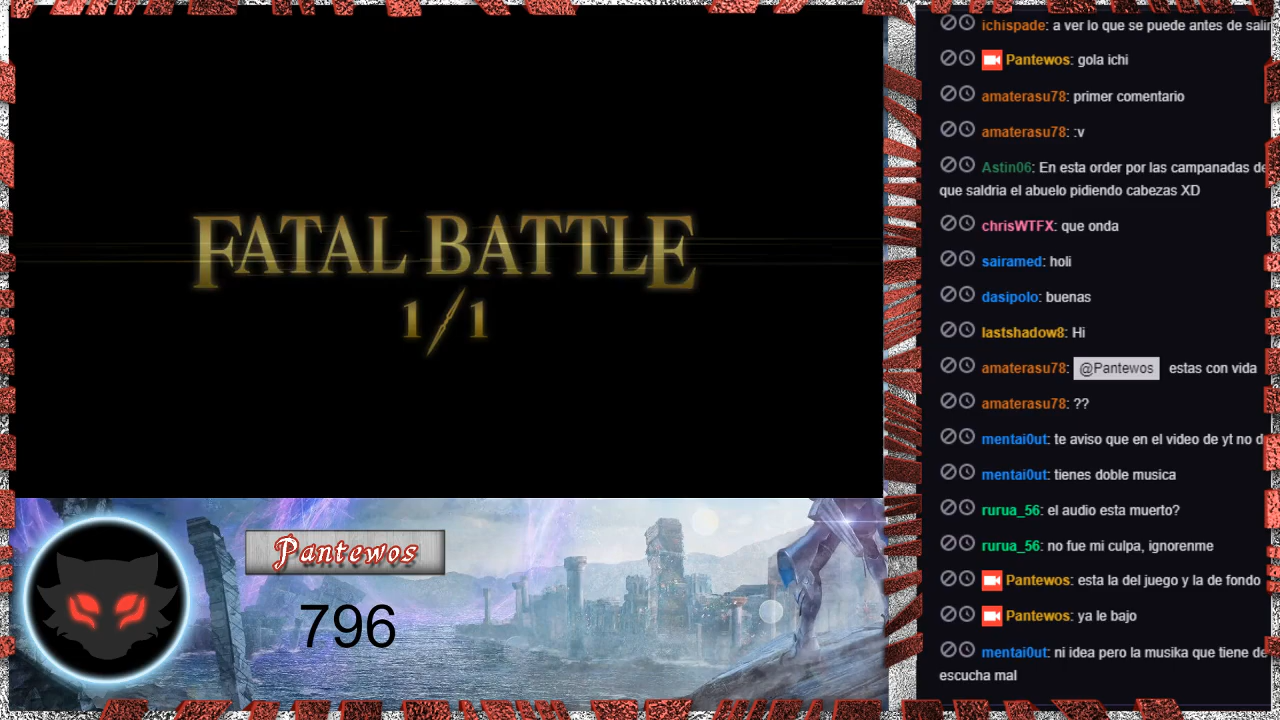 FATAL BATTLE
1/1
Pantewos
796
ichispade: a ver lo que se puede antes de salir
Pantewos: gola ichi
amaterasu78: primer comentario
amaterasu78: :v
Astin06: En esta order por las campanadas de
que saldria el abuelo pidiendo cabezas XD
chrisWTFX: que onda
sairamed: holi
dasipolo: buenas
lastshadow8: Hi
amaterasu78: @Pantewos estas con vida
amaterasu78: ??
mentai0ut: te aviso que en el video de yt no d
mentai0ut: tienes doble musica
rurua_56: el audio esta muerto?
rurua_56: no fue mi culpa, ignorenme
Pantewos: esta la del juego y la de fondo
Pantewos: ya le bajo
mentai0ut: ni idea pero la musika que tiene de
escucha mal